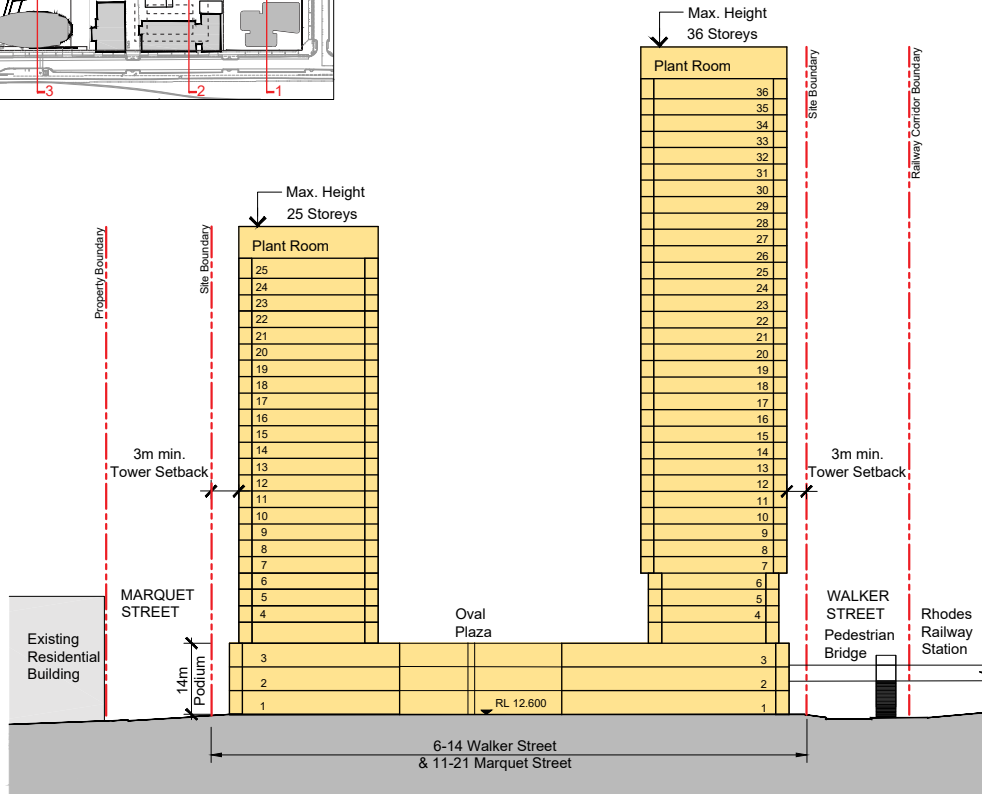 3
2
1
Max. Height
36 Storeys
Plant Room
36
35
34
33
32
31
30
29
28
27
26
25
24
23
22
21
20
19
18
17
16
15
14
13
12
11
10
9
8
7
6
5
4
3
2
1
Site Boundary
Railway Corridor Boundary
Max. Height
25 Storeys
Plant Room
25
24
23
22
21
20
19
18
17
16
15
14
13
12
11
10
9
8
7
6
5
4
3
2
1
Property Boundary
Site Boundary
3m min.
Tower Setback
3m min.
Tower Setback
MARQUET
STREET
Existing
Residential
Building
14m
Podium
Oval
Plaza
RL 12.600
WALKER
STREET
Pedestrian
Bridge
Rhodes
Railway
Station
6-14 Walker Street
& 11-21 Marquet Street